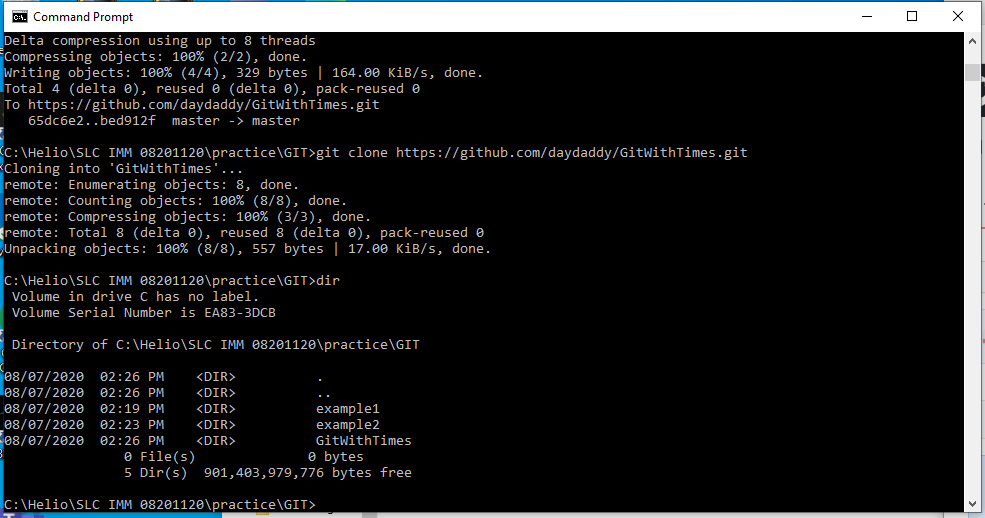 Command Prompt
Delta compression using up to 8 threads
Compressing objects: 100% (2/2), done.
Writing objects: 100% (4/4), 329 bytes | 164.00 KiB/s, done.
Total 4 (delta 0), reused 0 (delta 0), pack-reused 0
To https://github.com/daydaddy/GitWithTimes.git
   65dc6e2..bed912f  master -> master

C:\Helio\SLC IMM 08201120\practice\GIT>git clone https://github.com/daydaddy/GitWithTimes.git
Cloning into 'GitWithTimes'...
remote: Enumerating objects: 8, done.
remote: Counting objects: 100% (8/8), done.
remote: Compressing objects: 100% (3/3), done.
remote: Total 8 (delta 0), reused 8 (delta 0), pack-reused 0
Unpacking objects: 100% (8/8), 557 bytes | 17.00 KiB/s, done.

C:\Helio\SLC IMM 08201120\practice\GIT>dir
 Volume in drive C has no label.
 Volume Serial Number is EA83-3DCB

 Directory of C:\Helio\SLC IMM 08201120\practice\GIT

08/07/2020  02:26 PM    <DIR>          .
08/07/2020  02:26 PM    <DIR>          ..
08/07/2020  02:19 PM    <DIR>          example1
08/07/2020  02:23 PM    <DIR>          example2
08/07/2020  02:26 PM    <DIR>          GitWithTimes
               0 File(s)              0 bytes
               5 Dir(s)  901,403,979,776 bytes free

C:\Helio\SLC IMM 08201120\practice\GIT>